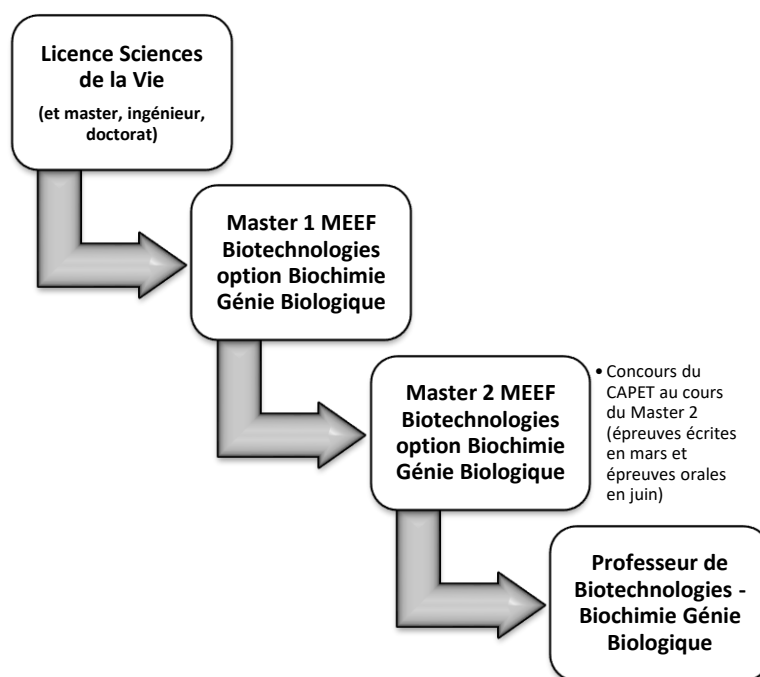 Licence Sciences
de la Vie
(et master, ingénieur,
doctorat)
Master 1 MEEF
Biotechnologies
option Biochimie
Génie Biologique
Master 2 MEEF
Biotechnologies
option Biochimie
Génie Biologique
• Concours du
CAPET au cours
du Master 2
(épreuves écrites
en mars et
épreuves orales
en juin)
Professeur de
Biotechnologies -
Biochimie Génie
Biologique